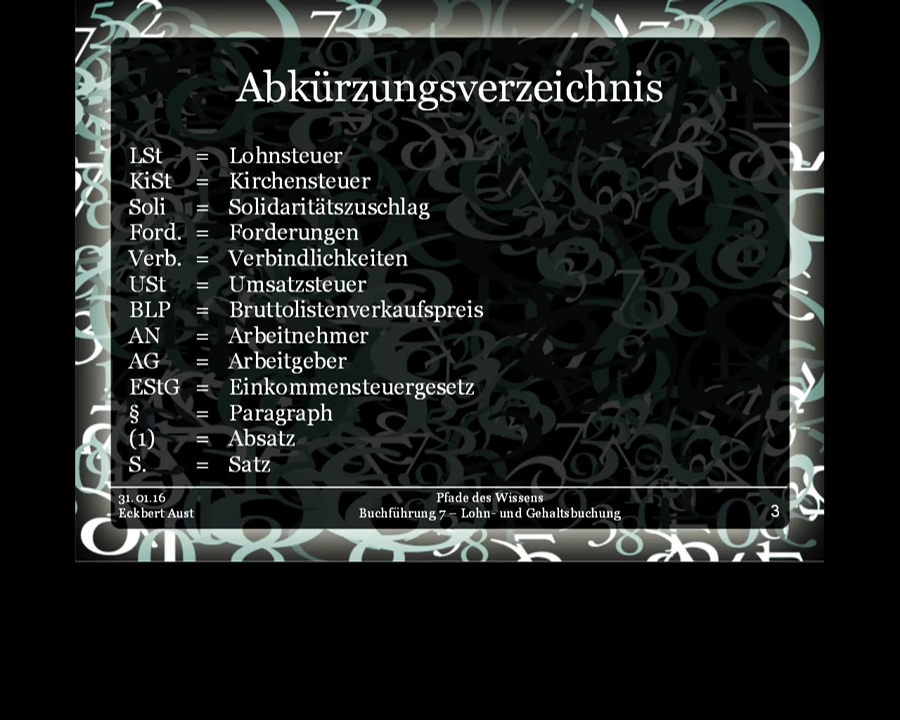 Abkürzungsverzeichnis
LSt = Lohnsteuer
KiSt = Kirchensteuer
Soli = Solidaritätszuschlag
Ford. = Forderungen
Verb. = Verbindlichkeiten
USt = Umsatzsteuer
BLP = Bruttolistenverkaufspreis
AN = Arbeitnehmer
AG = Arbeitgeber
EStG = Einkommensteuergesetz
§ = Paragraph
(1) = Absatz
S. = Satz
31.01.16 Pfade des Wissens
Eckbert Aust Buchführung 7 – Lohn- und Gehaltsbuchung 3